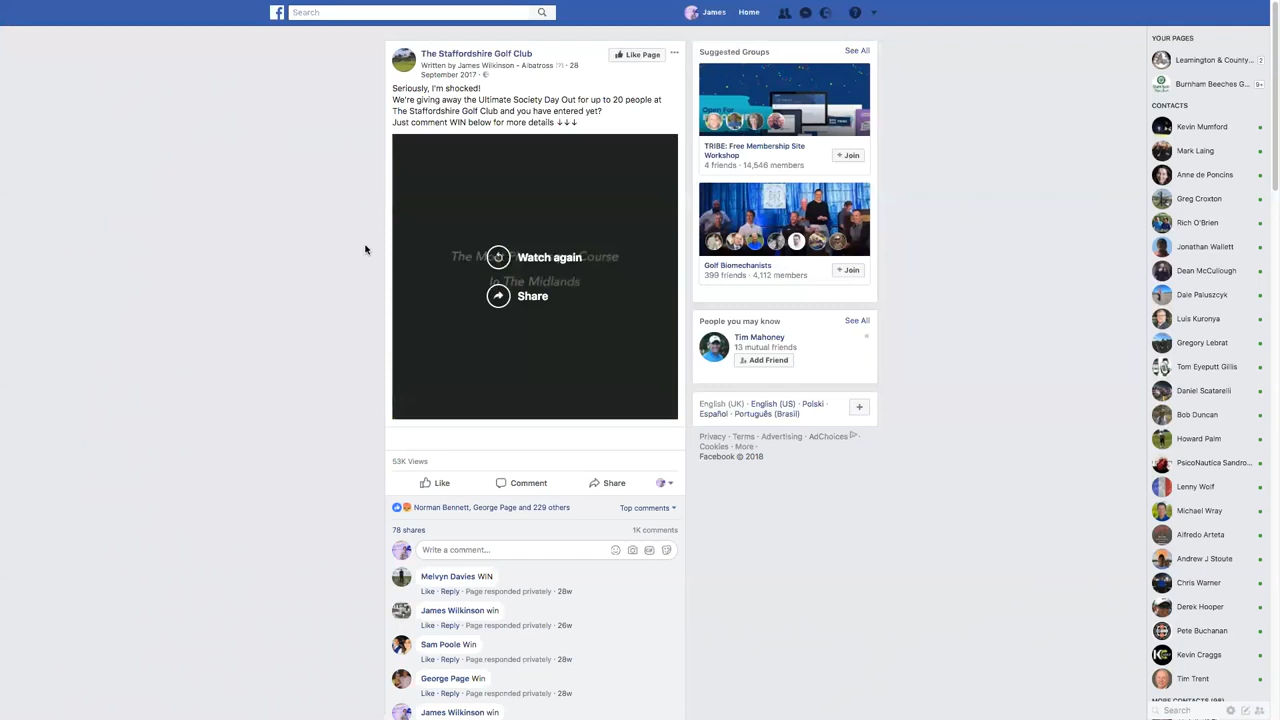 Search
James
Home
The Staffordshire Golf Club
Written by James Wilkinson - Albatross [?] · 28
September 2017 ·
Like Page
Seriously, I'm shocked!
We're giving away the Ultimate Society Day Out for up to 20 people at
The Staffordshire Golf Club and you have entered yet?
Just comment WIN below for more details ↓↓↓
Watch again
In The Midlands
Share
53K Views
Like
Comment
Share
Norman Bennett, George Page and 229 others
Top comments
78 shares
1K comments
Write a comment...
Melvyn Davies WIN
Like · Reply · Page responded privately · 28w
James Wilkinson win
Like · Reply · Page responded privately · 26w
Sam Poole Win
Like · Reply · Page responded privately · 28w
George Page Win
Like · Reply · Page responded privately · 28w
James Wilkinson win
Suggested Groups
See All
Open For
TRIBE: Free Membership Site
Workshop
4 friends · 14,546 members
+ Join
Golf Biomechanists
399 friends · 4,112 members
+ Join
People you may know
See All
Tim Mahoney
13 mutual friends
Add Friend
English (UK) · English (US) · Polski ·
Español · Português (Brasil)
Privacy · Terms · Advertising · AdChoices ·
Cookies · More ·
Facebook © 2018
YOUR PAGES
Leamington & County... 2
Burnham Beeches G... 9+
CONTACTS
Kevin Mumford
Mark Laing
Anne de Poncins
Greg Croxton
Rich O'Brien
Jonathan Wallett
Dean McCullough
Dale Paluszyck
Luis Kuronya
Gregory Lebrat
Tom Eyeputt Gillis
Daniel Scatarelli
Bob Duncan
Howard Palm
PsicoNautica Sandro...
Lenny Wolf
Michael Wray
Alfredo Arteta
Andrew J Stoute
Chris Warner
Derek Hooper
Pete Buchanan
Kevin Craggs
Tim Trent
Search